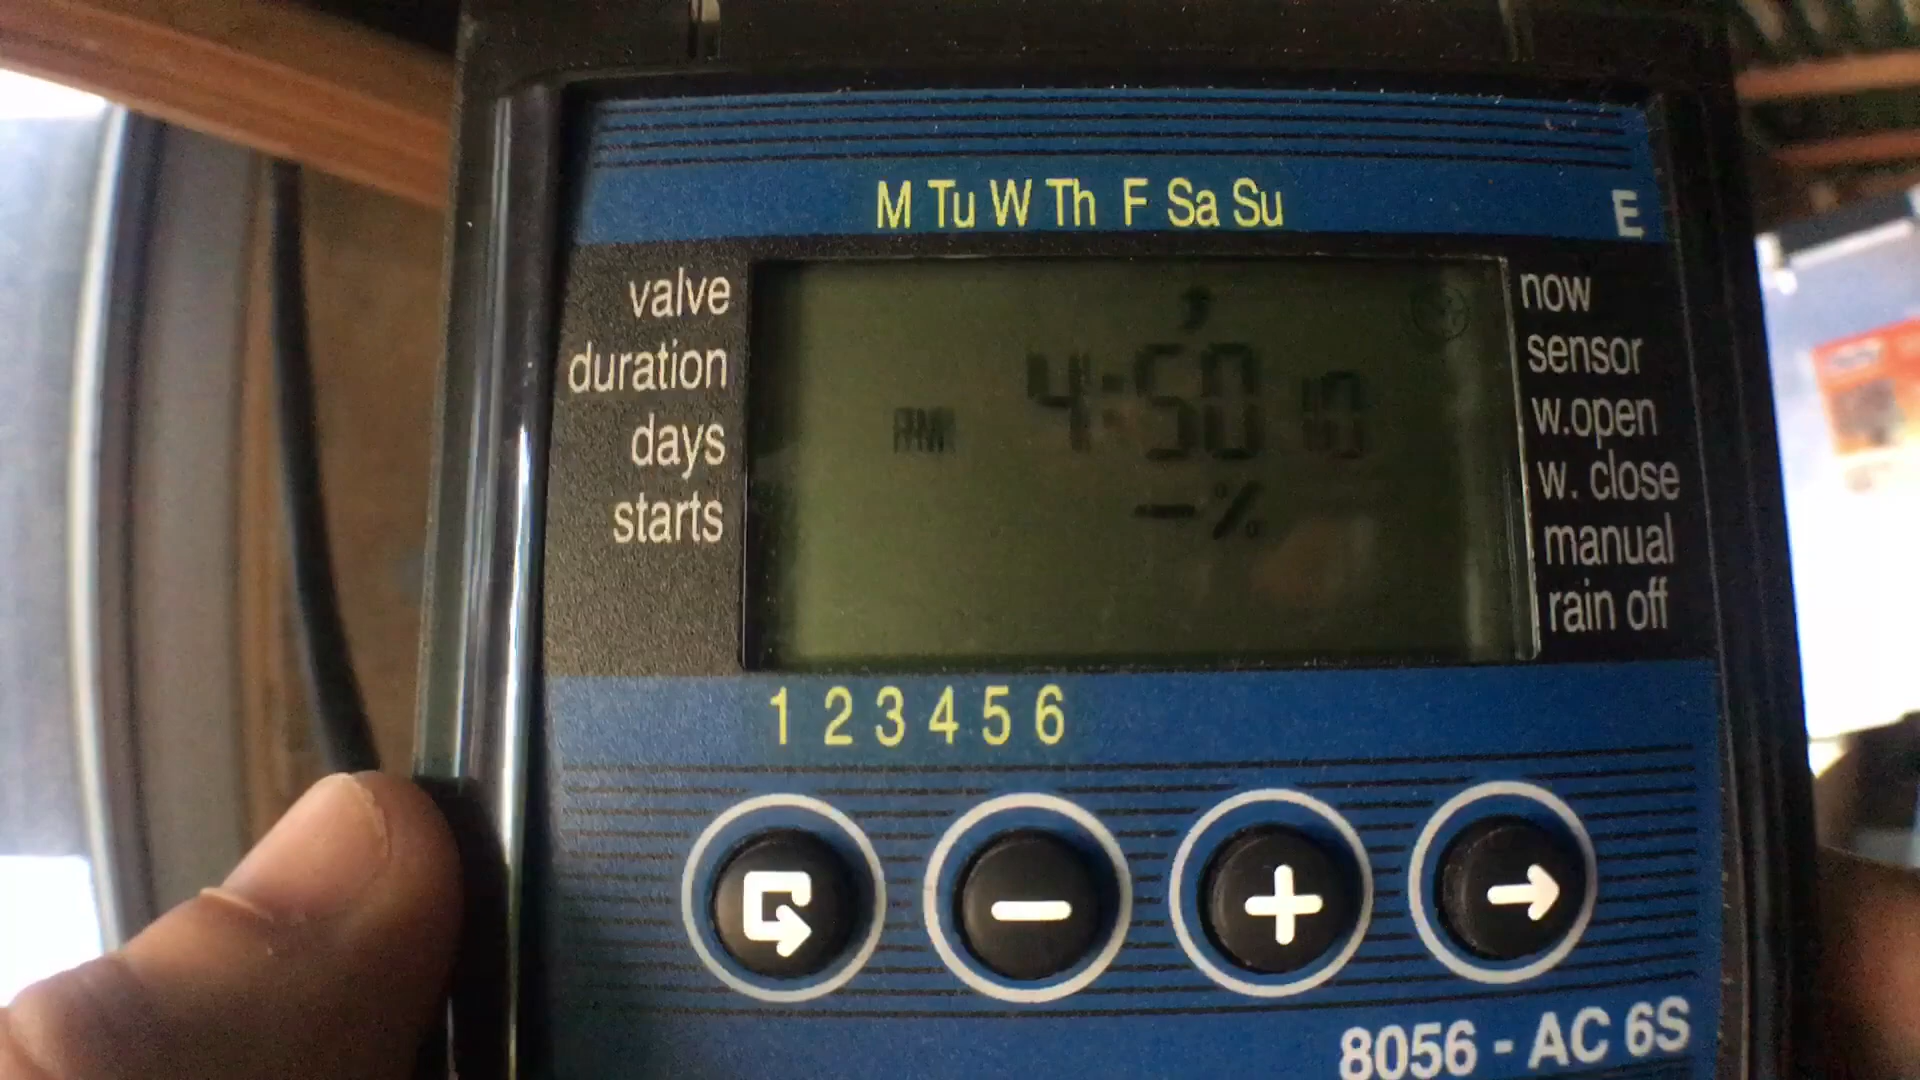 M Tu W Th F Sa Su
E
valve
duration
days
starts
4:50 10
-%
now
sensor
w.open
w. close
manual
rain off
1 2 3 4 5 6
8056 - AC 6S